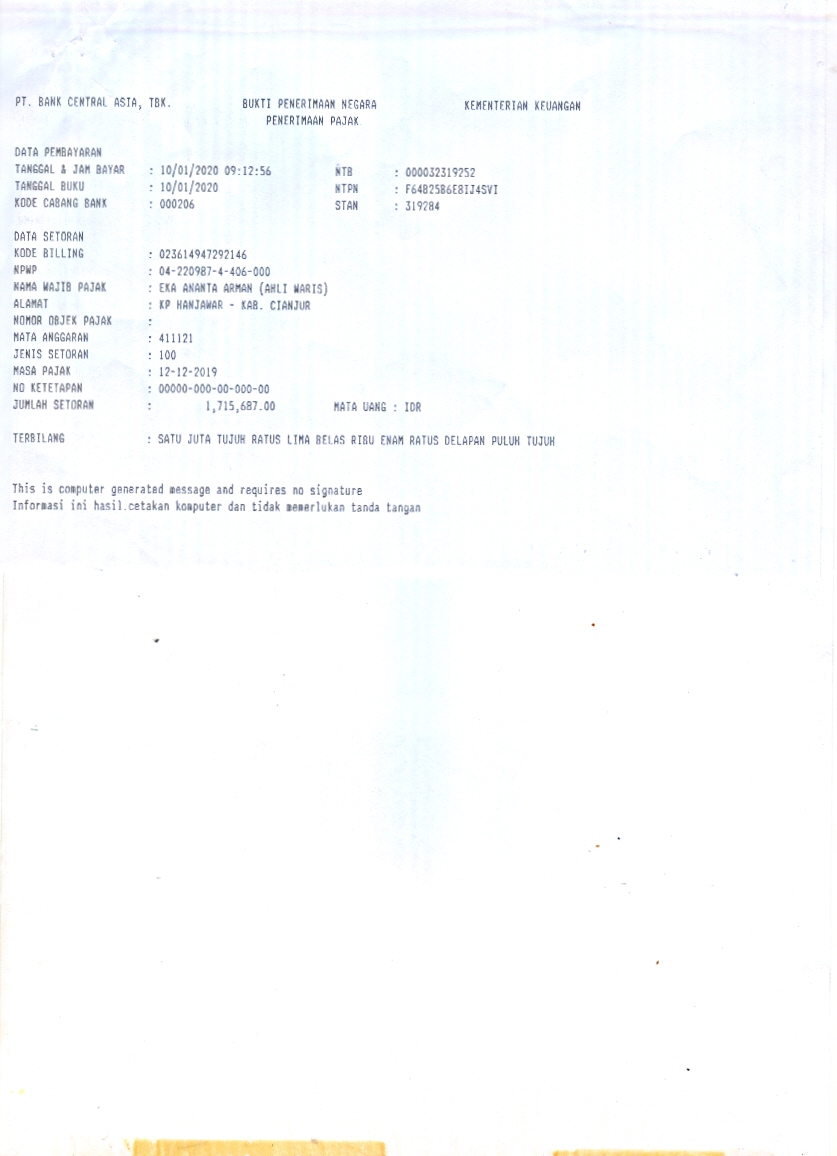 PT. BANK CENTRAL ASIA, TBK. BUKTI PENERIMAAN NEGARA KEMENTERIAN KEUANGAN
PENERIMAAN PAJAK
DATA PEMBAYARAN
TANGGAL & JAM BAYAR : 10/01/2020 09:12:56 NTB : 000032319252
TANGGAL BUKU : 10/01/2020 NTPN : F64B25B6E8IJ4SVI
KODE CABANG BANK : 000206 STAN : 319284
DATA SETORAN
KODE BILLING : 023614947292146
NPWP : 04-220987-4-406-000
NAMA WAJIB PAJAK : EKA ANANTA ARMAN (AHLI WARIS)
ALAMAT : KP HANJAWAR - KAB. CIANJUR
NOMOR OBJEK PAJAK :
MATA ANGGARAN : 411121
JENIS SETORAN : 100
MASA PAJAK : 12-12-2019
NO KETETAPAN : 00000-000-00-000-00
JUMLAH SETORAN : 1,715,687.00 MATA UANG : IDR
TERBILANG : SATU JUTA TUJUH RATUS LIMA BELAS RIBU ENAM RATUS DELAPAN PULUH TUJUH
This is computer generated message and requires no signature
Informasi ini hasil.cetakan komputer dan tidak memerlukan tanda tangan